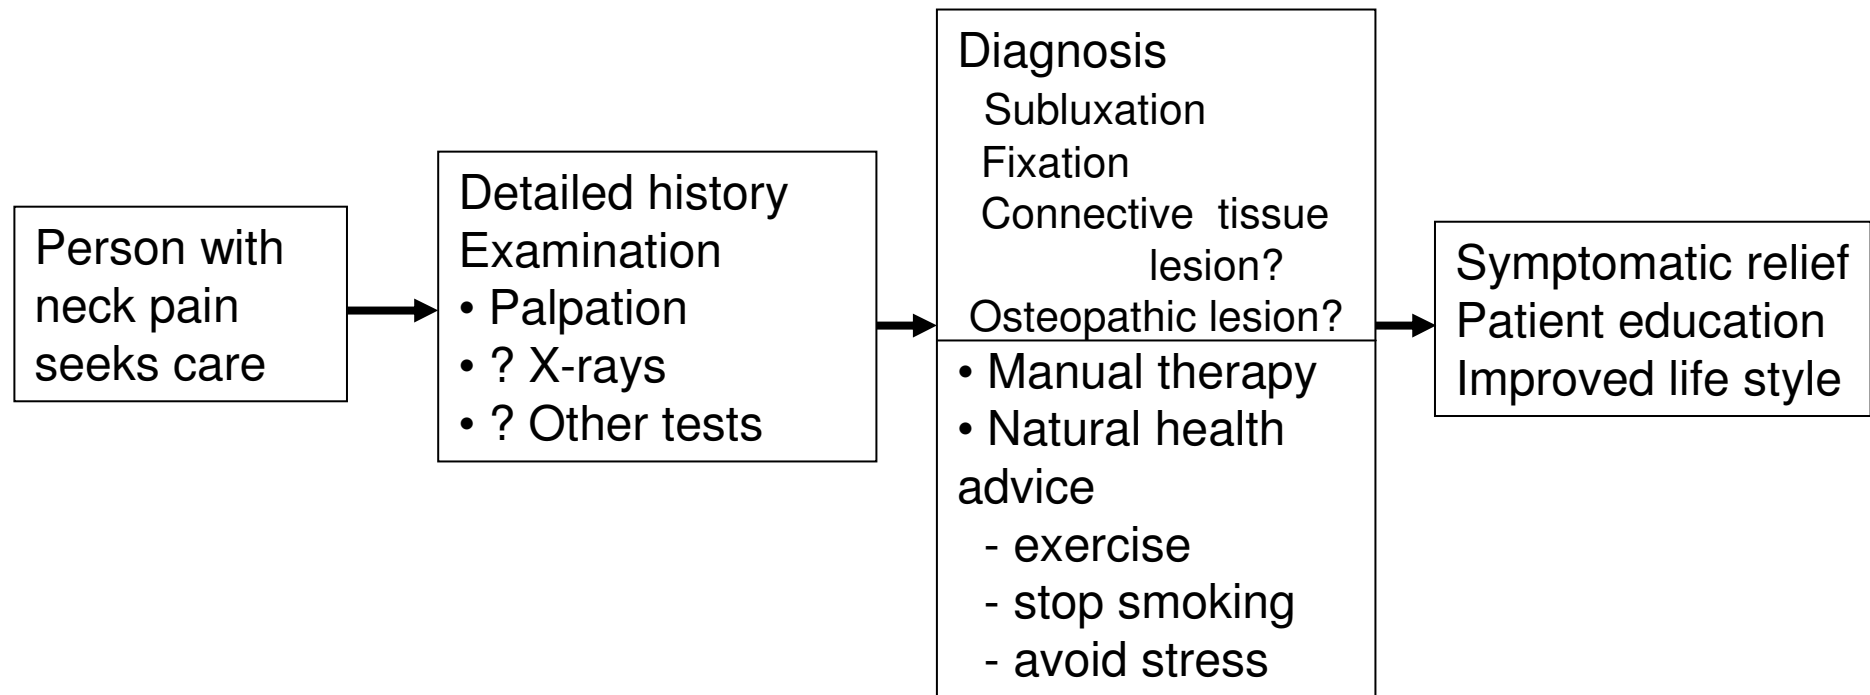 Person with
neck pain
seeks care
Detailed history
Examination
• Palpation
• ? X-rays
• ? Other tests
Diagnosis
Subluxation
Fixation
Connective tissue
lesion?
Osteopathic lesion?
• Manual therapy
• Natural health
advice
- exercise
- stop smoking
- avoid stress
Symptomatic relief
Patient education
Improved life style